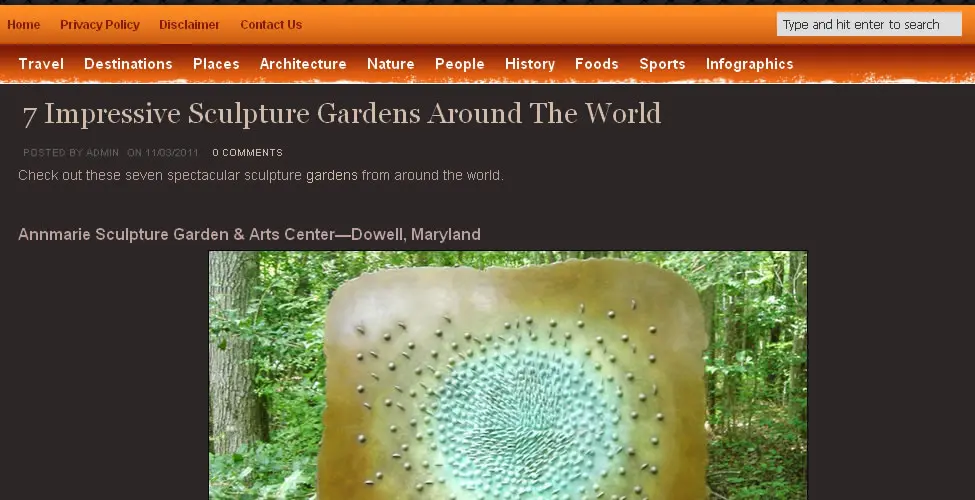 Home Privacy Policy Disclaimer Contact Us Type and hit enter to search
Travel Destinations Places Architecture Nature People History Foods Sports Infographics
7 Impressive Sculpture Gardens Around The World
POSTED BY ADMIN ON 11/03/2011 0 COMMENTS
Check out these seven spectacular sculpture gardens from around the world.
Annmarie Sculpture Garden & Arts Center—Dowell, Maryland